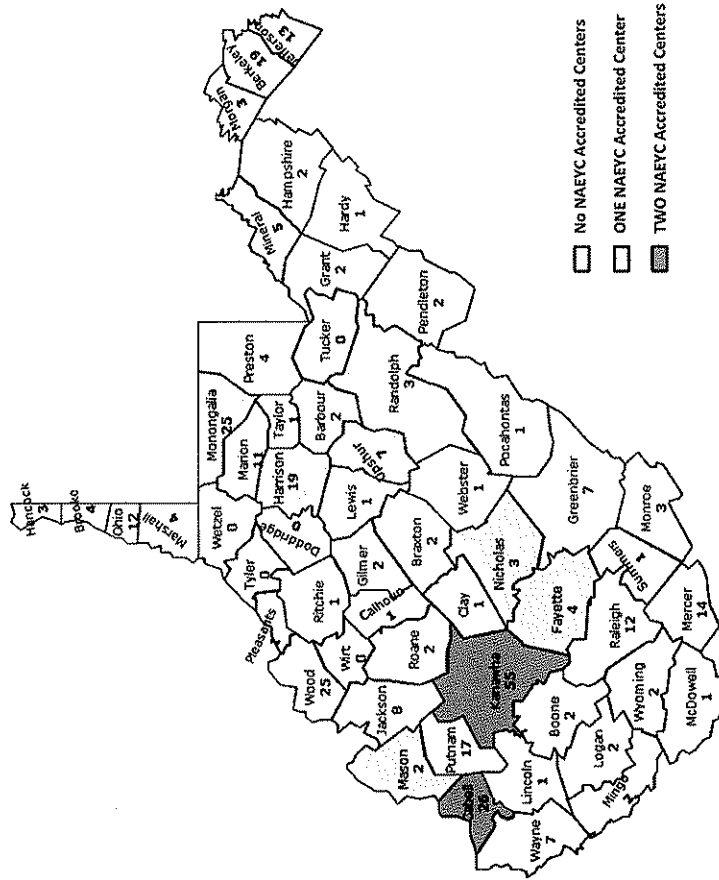 Hancock
3
Brooke
4
Ohio
12
Marshall
4
Wetzel
Monongalia
25
Marion
11
Preston
4
Taylor
1
Harrison
19
Doddridge
0
Tyler
0
Pleasants
Ritchie
1
Wood
25
Wirt
0
Calhoun
1
Gilmer
2
Lewis
1
Barbour
2
Upshur
Tucker
0
Randolph
3
Grant
2
Mineral
5
Hampshire
2
Hardy
1
Morgan
3
Berkeley
19
Jefferson
13
Pendleton
2
Pocahontas
1
Webster
1
Braxton
2
Roane
2
Jackson
8
Mason
2
Putnam
17
Cabell
26
Kanawha
55
Clay
1
Nicholas
3
Greenbrier
7
Fayette
4
Monroe
3
Summers
1
Raleigh
12
Mercer
14
Boone
2
Wyoming
2
McDowell
1
Logan
2
Mingo
Lincoln
1
Wayne
7
No NAEYC Accredited Centers
ONE NAEYC Accredited Center
TWO NAEYC Accredited Centers